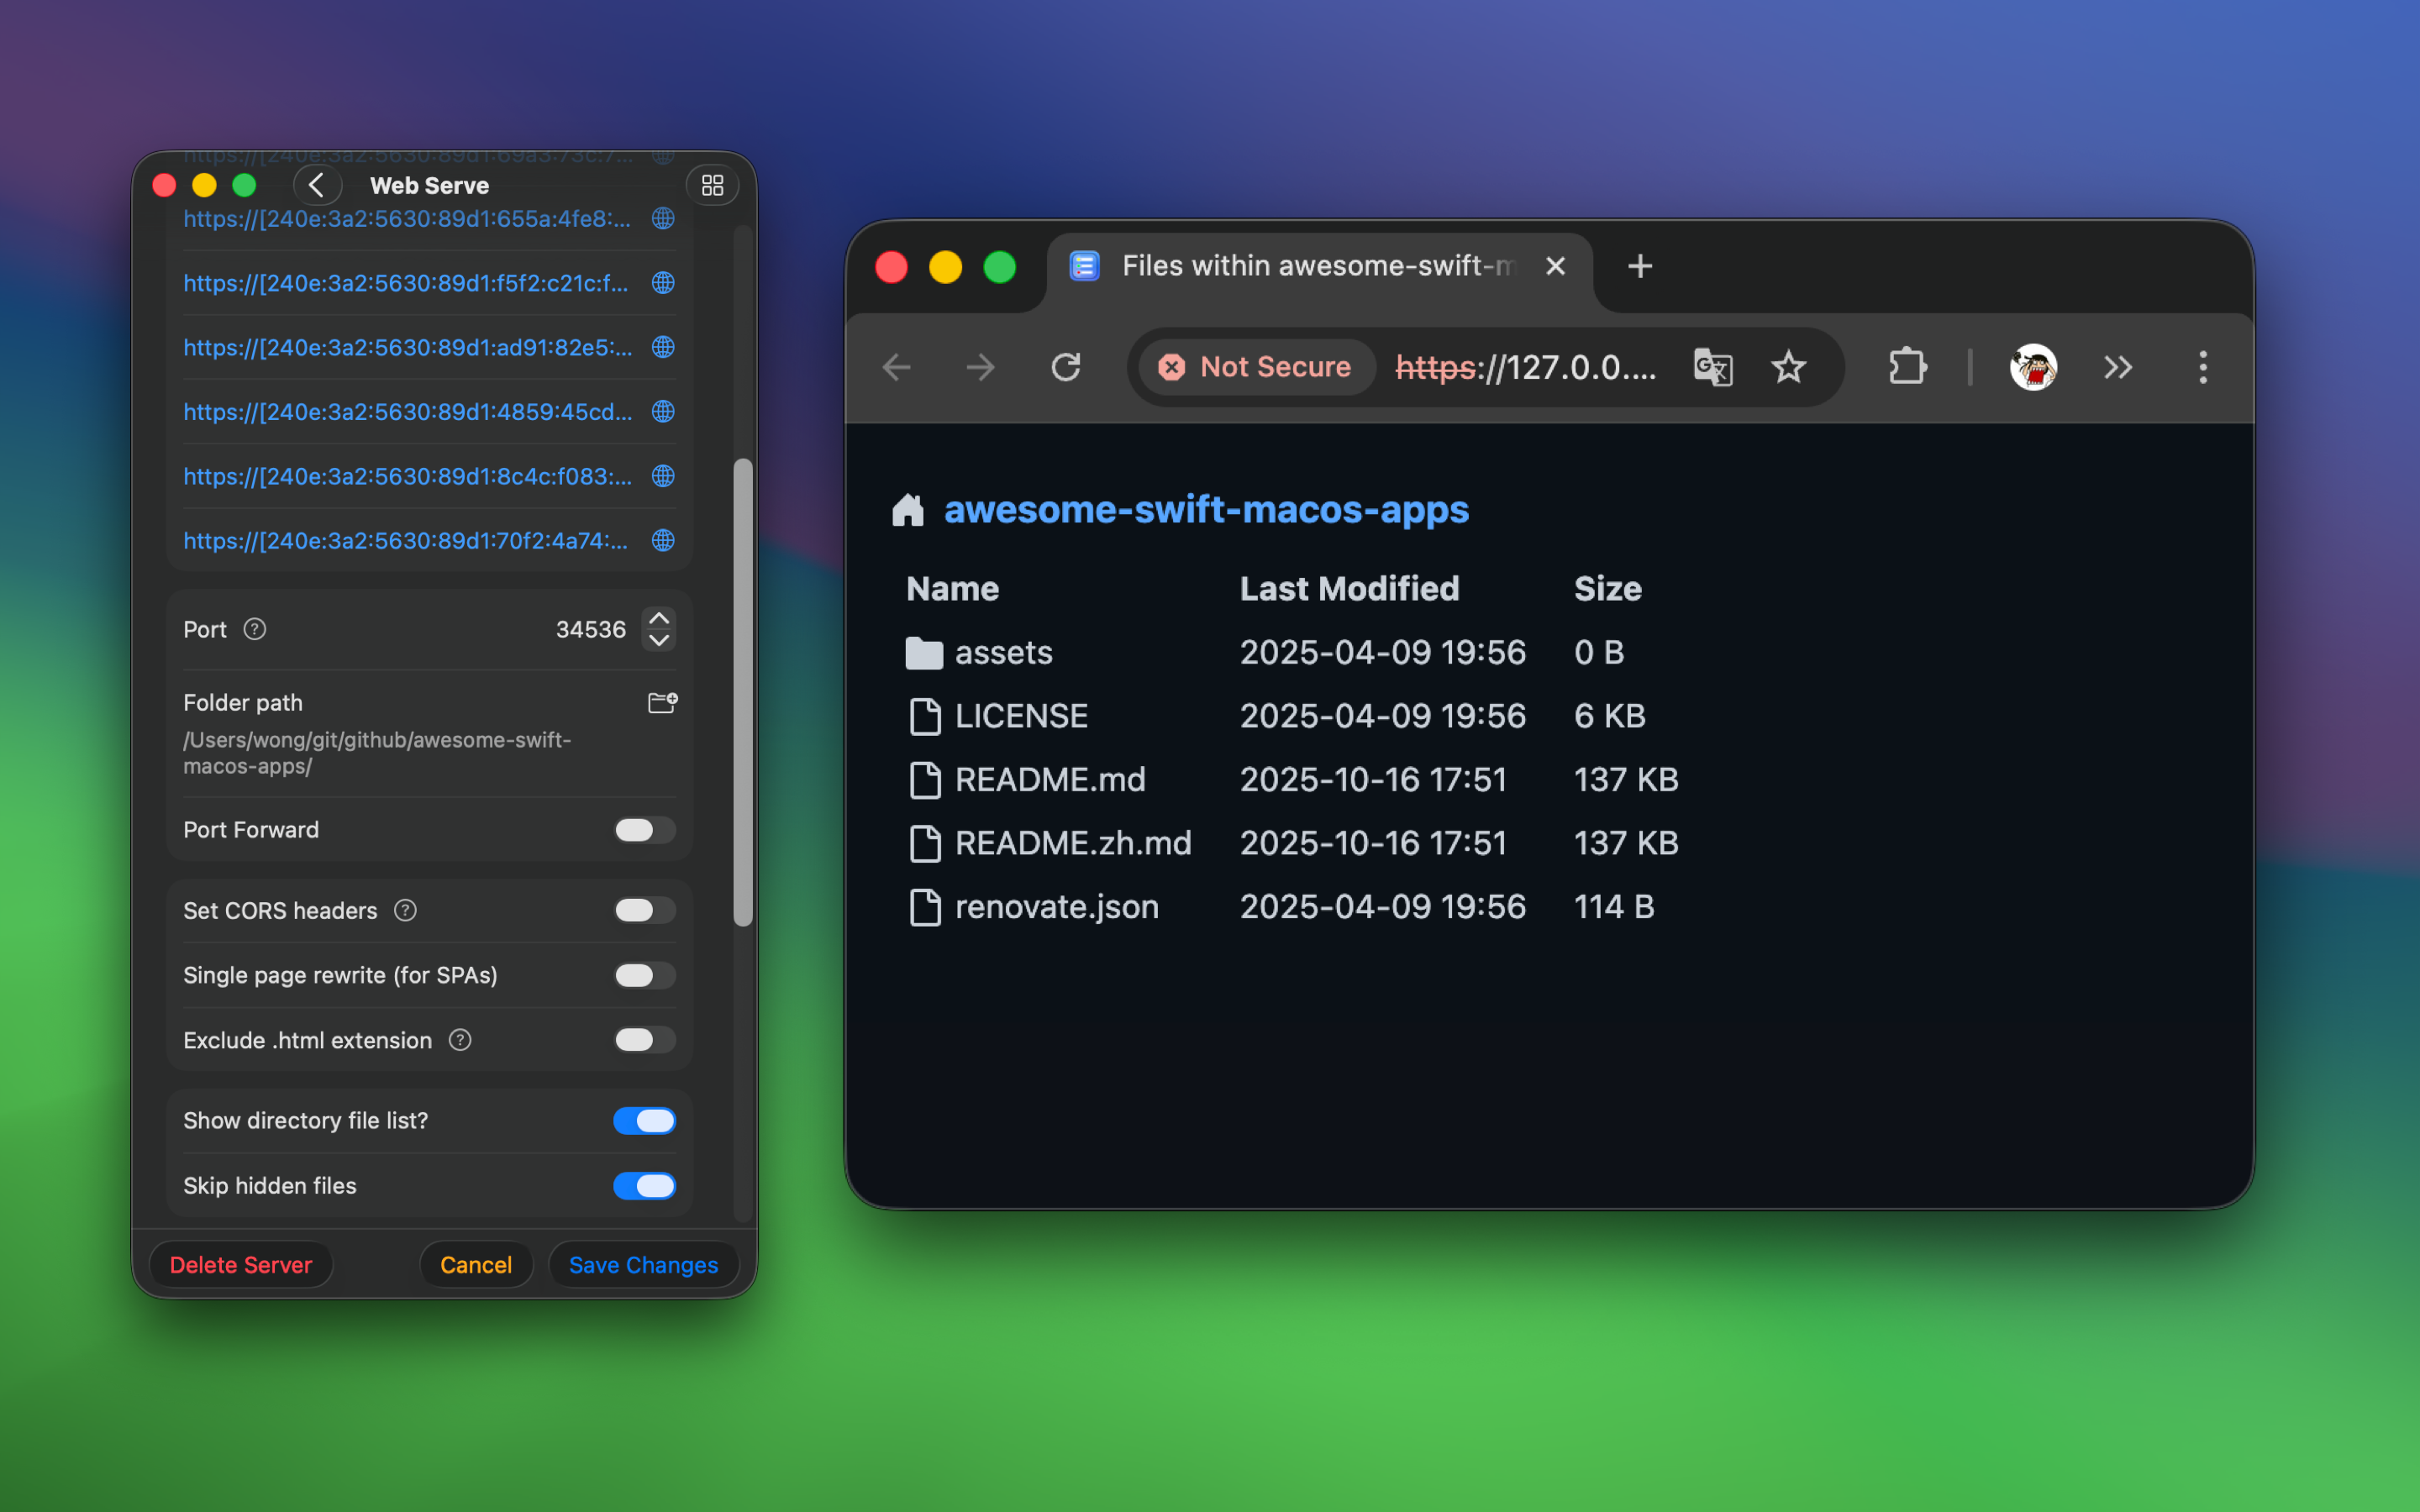 https://[240e:3a2:5630:89d1:69a3:73c:7...
Web Serve
https://[240e:3a2:5630:89d1:655a:4fe8:...
https://[240e:3a2:5630:89d1:f5f2:c21c:f...
https://[240e:3a2:5630:89d1:ad91:82e5:...
https://[240e:3a2:5630:89d1:4859:45cd...
https://[240e:3a2:5630:89d1:8c4c:f083:...
https://[240e:3a2:5630:89d1:70f2:4a74:...
Port ? 34536
Folder path
/Users/wong/git/github/awesome-swift-
macos-apps/
Port Forward
Set CORS headers ?
Single page rewrite (for SPAs)
Exclude .html extension ?
Show directory file list?
Skip hidden files
Delete Server Cancel Save Changes
Files within awesome-swift-m
Not Secure https://127.0.0....
awesome-swift-macos-apps
Name Last Modified Size
assets 2025-04-09 19:56 0 B
LICENSE 2025-04-09 19:56 6 KB
README.md 2025-10-16 17:51 137 KB
README.zh.md 2025-10-16 17:51 137 KB
renovate.json 2025-04-09 19:56 114 B